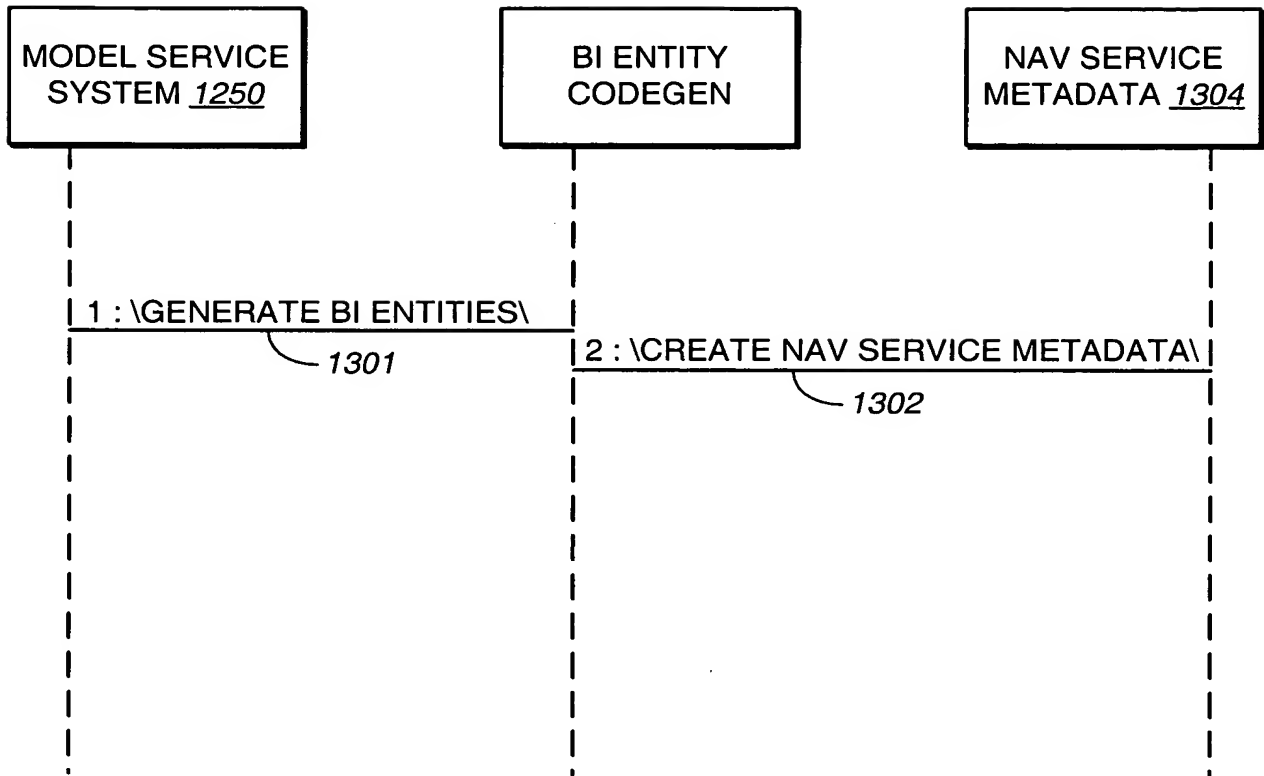 MODEL SERVICE
SYSTEM 1250
BI ENTITY
CODEGEN
NAV SERVICE
METADATA 1304
1 : \GENERATE BI ENTITIES\
1301
2 : \CREATE NAV SERVICE METADATA\
1302